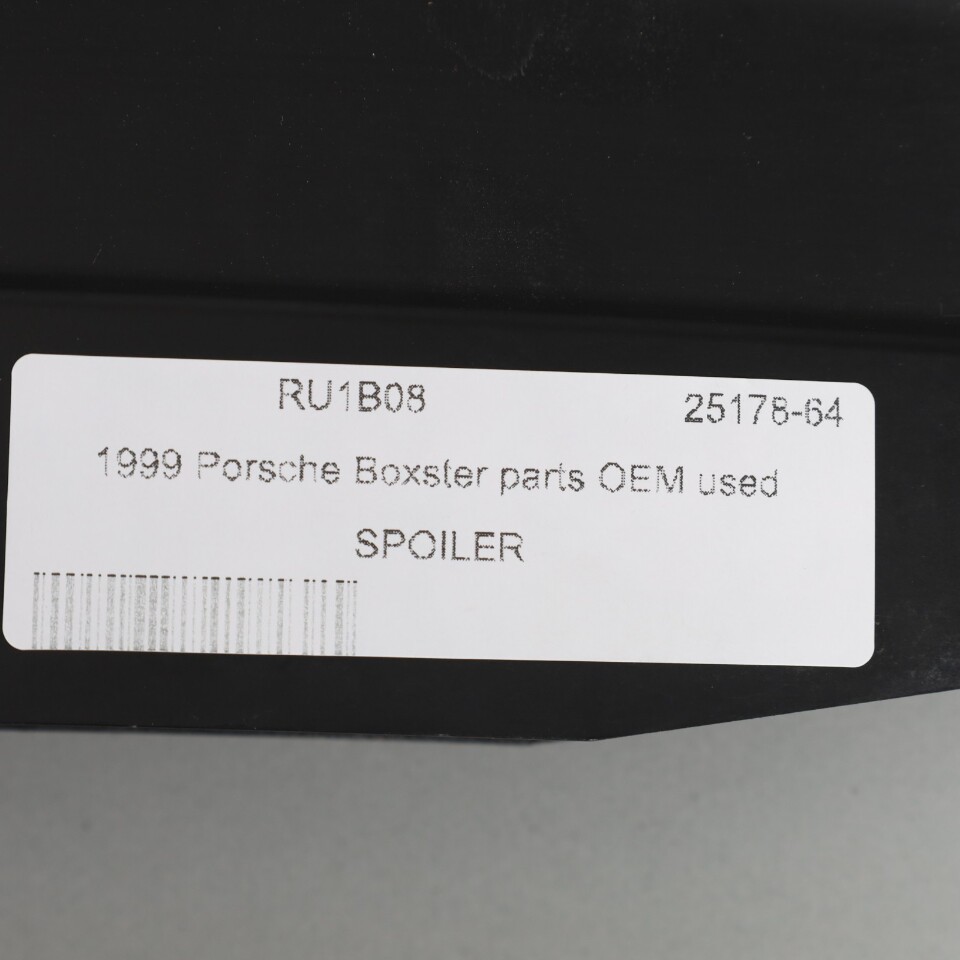 RU1B08 25178-64
1999 Porsche Boxster parts OEM used
SPOILER